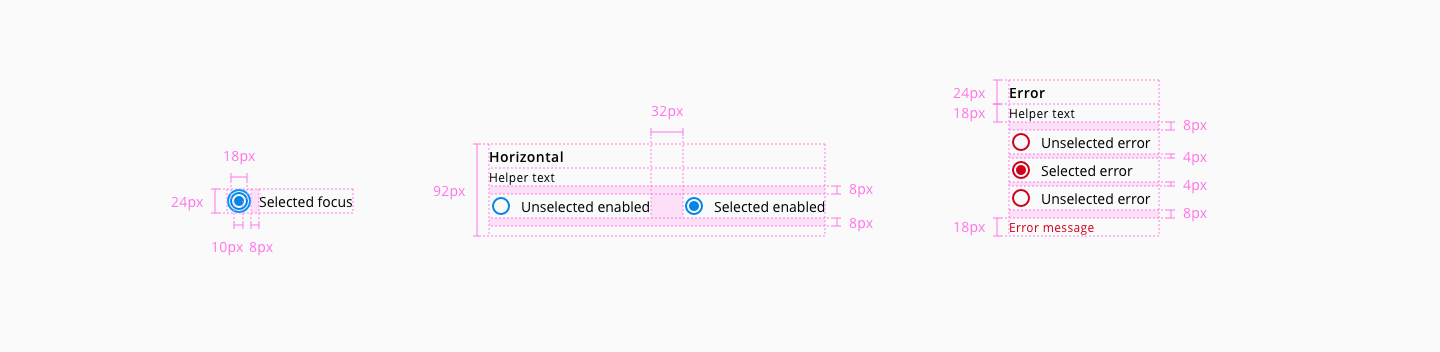 18px
24px
Selected focus
10px 8px
32px
Horizontal
Helper text
92px
8px
Unselected enabled
Selected enabled
8px
24px
Error
18px
Helper text
8px
Unselected error
4px
Selected error
4px
Unselected error
8px
18px
Error message